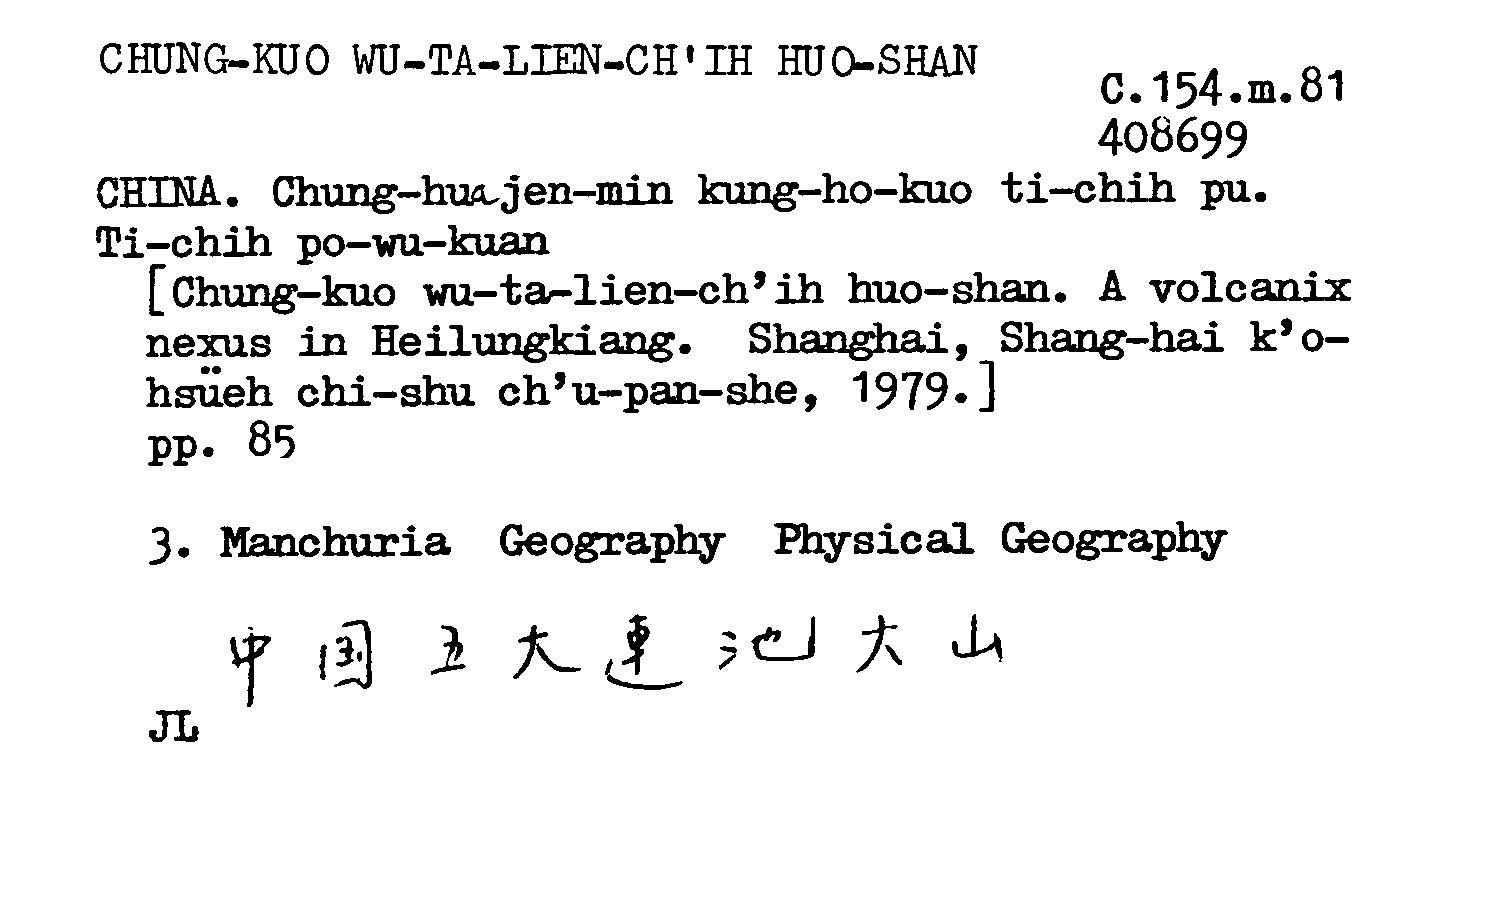 CHUNG-KUO WU-TA-LIEN-CH'IH HUO-SHAN
C.154.m.81
408699
CHINA. Chung-hua jen-min kung-ho-kuo ti-chih pu.
Ti-chih po-wu-kuan
[Chung-kuo wu-ta-lien-ch'ih huo-shan. A volcanix
nexus in Heilungkiang. Shanghai, Shang-hai k'o-
hsüeh chi-shu ch'u-pan-she, 1979.]
pp. 85
3. Manchuria Geography Physical Geography
中国五大連池火山
JL